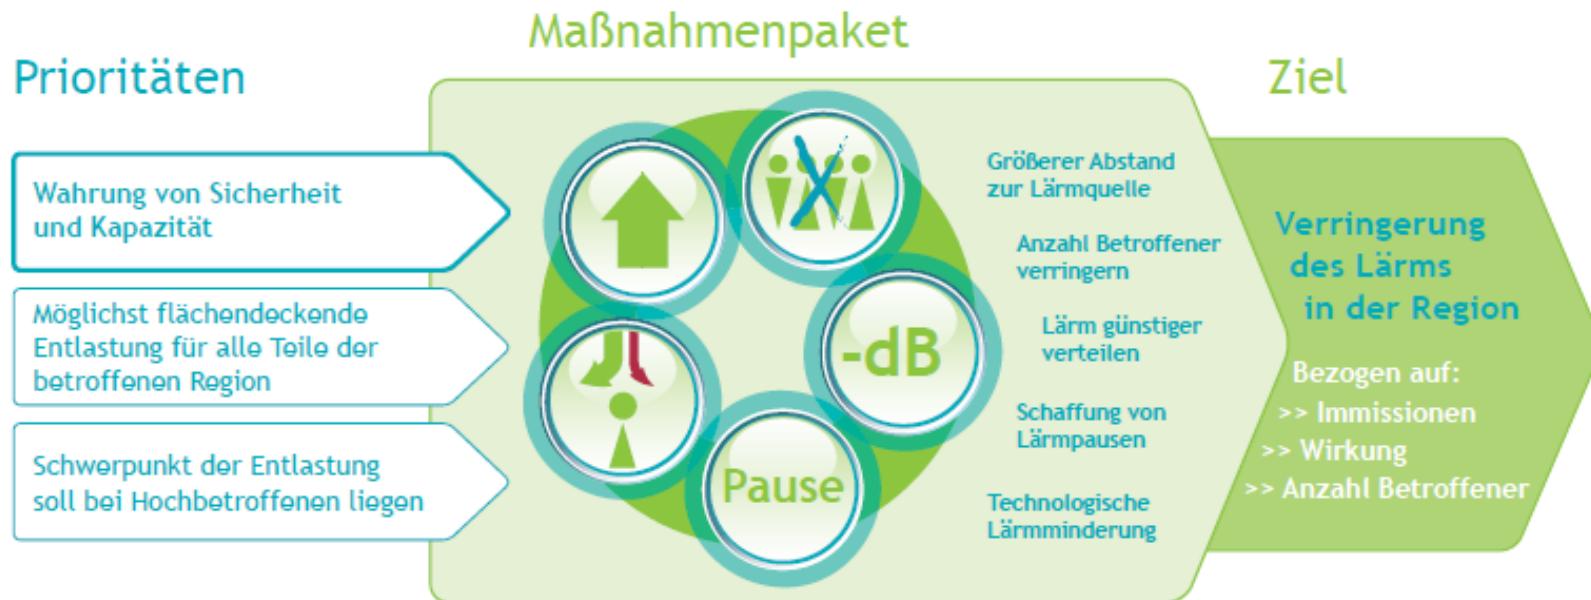 Maßnahmenpaket
Prioritäten
Ziel
Wahrung von Sicherheit
und Kapazität
Möglichst flächendeckende
Entlastung für alle Teile der
betroffenen Region
Schwerpunkt der Entlastung
soll bei Hochbetroffenen liegen
-dB
Pause
Größerer Abstand
zur Lärmquelle
Anzahl Betroffener
verringern
Lärm günstiger
verteilen
Schaffung von
Lärmpausen
Technologische
Lärmminderung
Verringerung
des Lärms
in der Region
Bezogen auf:
>> Immissionen
>> Wirkung
>> Anzahl Betroffener